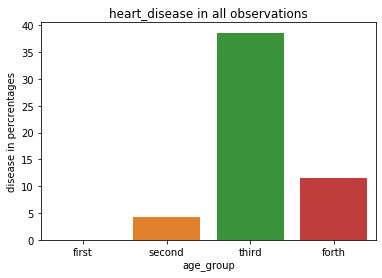 heart_disease in all observations
disease in percrentages
40
35
30
25
20
15
10
5
0
first second third forth
age_group